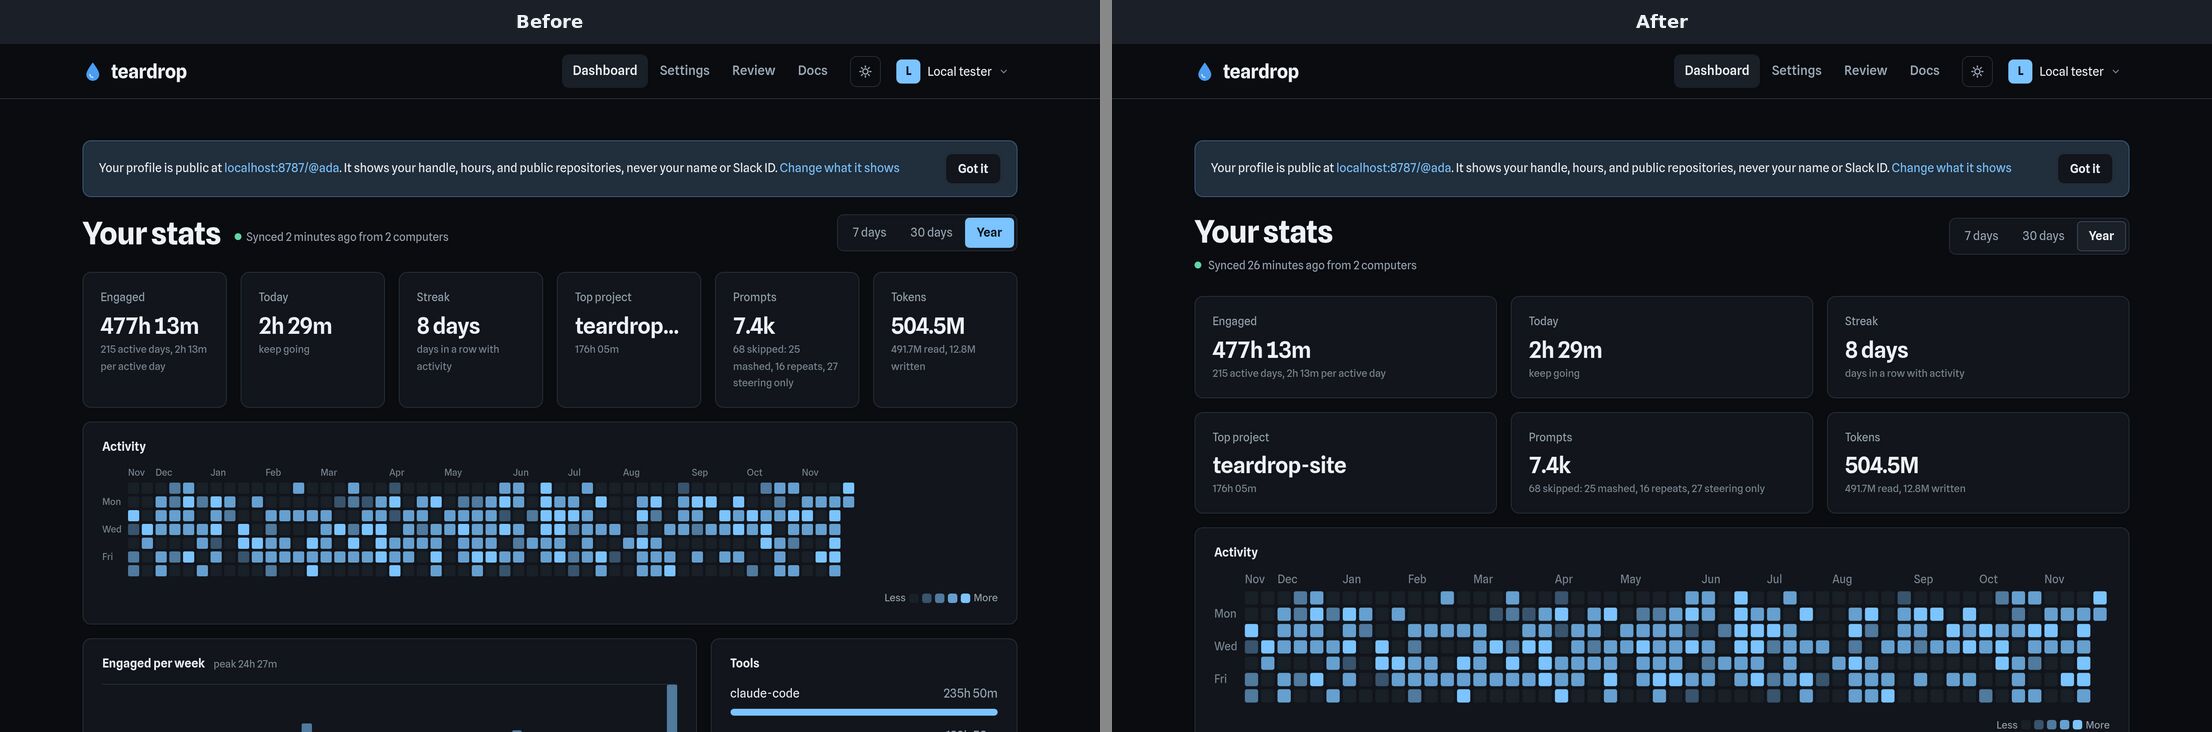 Before
teardrop
Dashboard Settings Review Docs L Local tester
Your profile is public at localhost:8787/@ada. It shows your handle, hours, and public repositories, never your name or Slack ID. Change what it shows Got it
Your stats Synced 2 minutes ago from 2 computers 7 days 30 days Year
Engaged
477h 13m
215 active days, 2h 13m
per active day
Today
2h 29m
keep going
Streak
8 days
days in a row with
activity
Top project
teardrop...
176h 05m
Prompts
7.4k
68 skipped: 25
mashed, 16 repeats, 27
steering only
Tokens
504.5M
491.7M read, 12.8M
written
Activity
Nov Dec Jan Feb Mar Apr May Jun Jul Aug Sep Oct Nov
Mon
Wed
Fri
Less More
Engaged per week peak 24h 27m
Tools
claude-code 235h 50m
After
teardrop
Dashboard Settings Review Docs L Local tester
Your profile is public at localhost:8787/@ada. It shows your handle, hours, and public repositories, never your name or Slack ID. Change what it shows Got it
Your stats
Synced 26 minutes ago from 2 computers
7 days 30 days Year
Engaged
477h 13m
215 active days, 2h 13m per active day
Today
2h 29m
keep going
Streak
8 days
days in a row with activity
Top project
teardrop-site
176h 05m
Prompts
7.4k
68 skipped: 25 mashed, 16 repeats, 27 steering only
Tokens
504.5M
491.7M read, 12.8M written
Activity
Nov Dec Jan Feb Mar Apr May Jun Jul Aug Sep Oct Nov
Mon
Wed
Fri
Less More